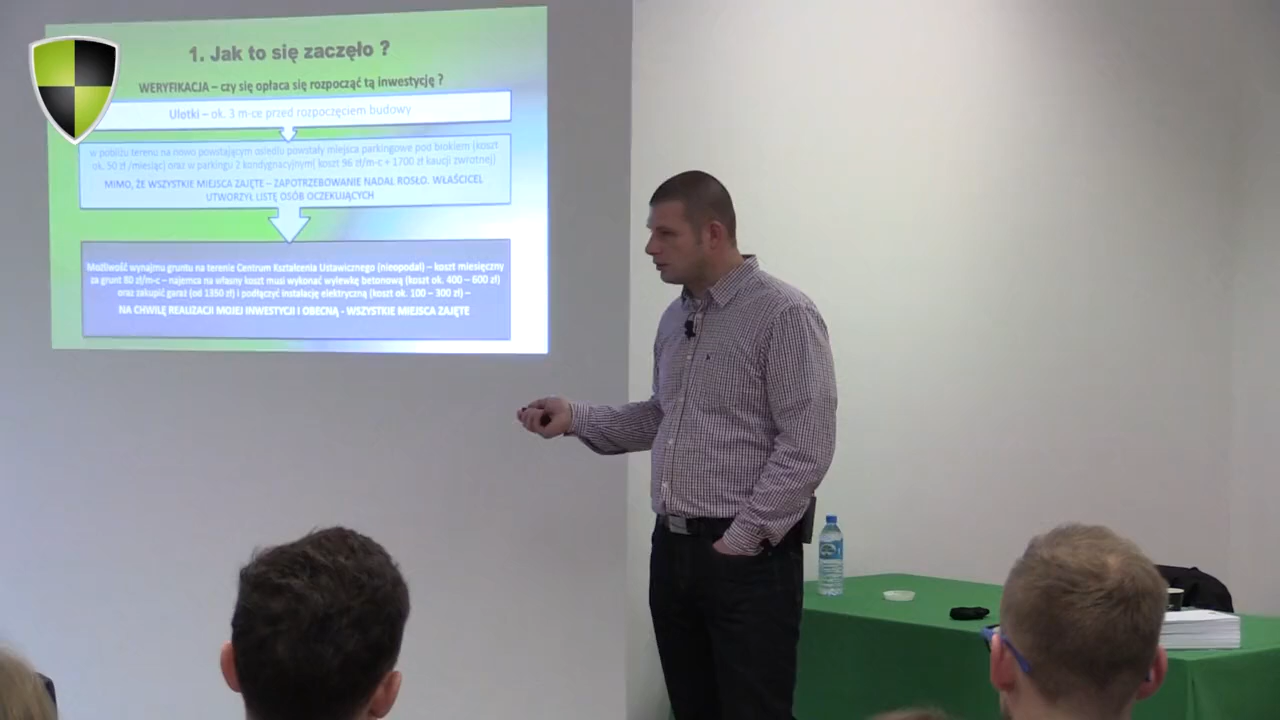 1. Jak to się zaczęło ?
WERYFIKACJA – czy się opłaca się rozpocząć tą inwestycję ?
Ulotki – ok. 3 m-ce przed rozpoczęciem budowy
w pobliżu terenu na nowo powstającym osiedlu powstały miejsca parkingowe pod blokiem (koszt
ok. 50 zł /miesiąc) oraz w parkingu 2 kondygnacyjnym( koszt 96 zł/m-c + 1700 zł kaucji zwrotnej)
MIMO, ŻE WSZYSTKIE MIEJSCA ZAJĘTE – ZAPOTRZEBOWANIE NADAL ROSŁO. WŁAŚCICEL
UTWORZYŁ LISTĘ OSÓB OCZEKUJĄCYCH
Możliwość wynajmu gruntu na terenie Centrum Kształcenia Ustawicznego (nieopodal) – koszt miesięczny
za grunt 80 zł/m-c – najemca na własny koszt musi wykonać wylewkę betonową (koszt ok. 400 – 600 zł)
oraz zakupić garaż (od 1350 zł) i podłączyć instalację elektryczną (koszt ok. 100 – 300 zł) –
NA CHWILĘ REALIZACJI MOJEJ INWESTYCJI I OBECNĄ - WSZYSTKIE MIEJSCA ZAJĘTE